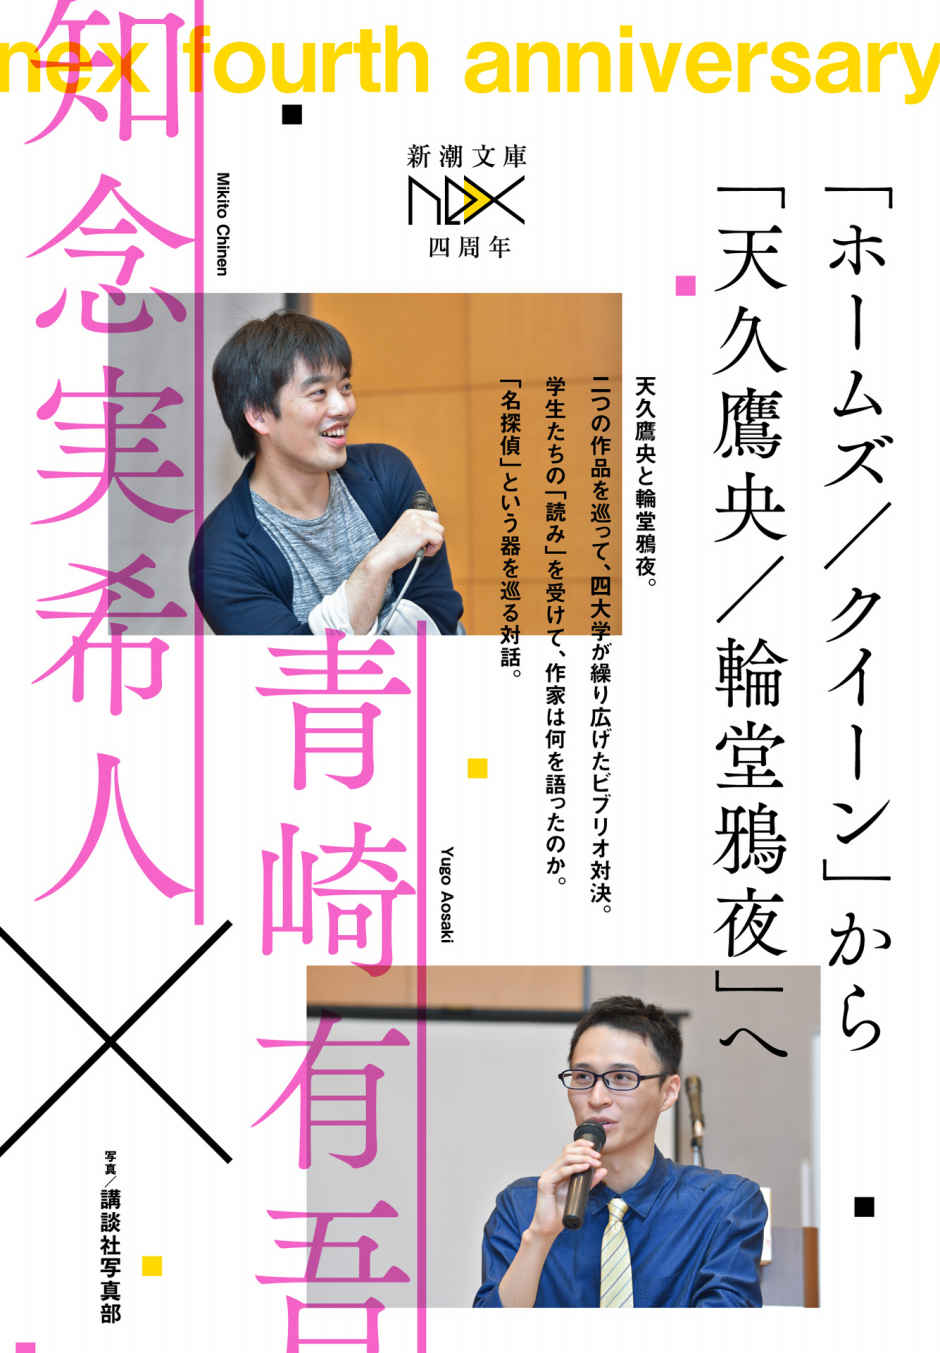 nex fourth anniversary
新潮文庫
nex
四周年
「ホームズ／クイーン」から
「天久鷹央／輪堂鴉夜」へ
天久鷹央と輪堂鴉夜。
二つの作品を巡って、四大学が繰り広げたビブリオ対決。
学生たちの「読み」を受けて、作家は何を語ったのか。
「名探偵」という器を巡る対話。
知念実希人
Mikito Chinen
×
青崎有吾
Yugo Aosaki
写真／講談社写真部